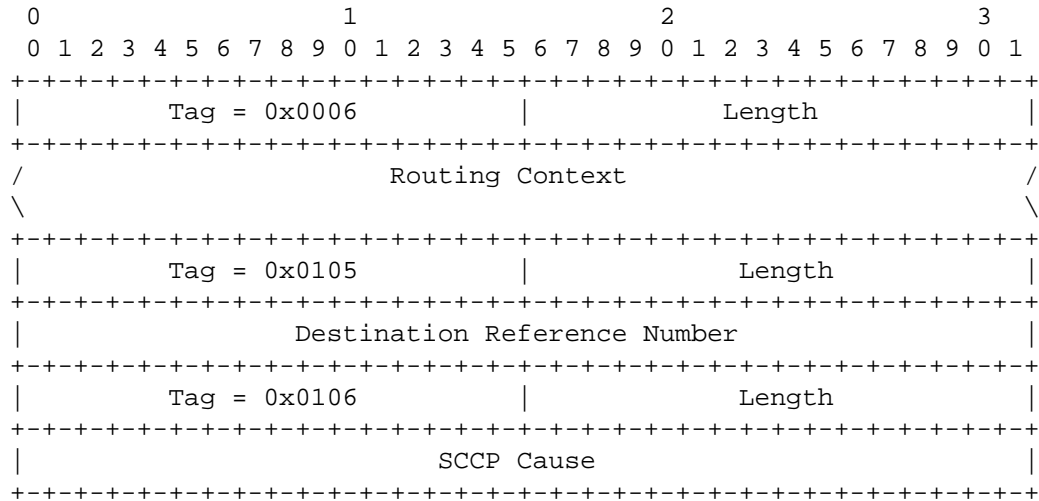 0                   1                   2                   3
 0 1 2 3 4 5 6 7 8 9 0 1 2 3 4 5 6 7 8 9 0 1 2 3 4 5 6 7 8 9 0 1
+-+-+-+-+-+-+-+-+-+-+-+-+-+-+-+-+-+-+-+-+-+-+-+-+-+-+-+-+-+-+-+-+
|         Tag = 0x0006          |            Length             |
+-+-+-+-+-+-+-+-+-+-+-+-+-+-+-+-+-+-+-+-+-+-+-+-+-+-+-+-+-+-+-+-+
/                       Routing Context                         /
\                                                               \
+-+-+-+-+-+-+-+-+-+-+-+-+-+-+-+-+-+-+-+-+-+-+-+-+-+-+-+-+-+-+-+-+
|         Tag = 0x0105          |             Length            |
+-+-+-+-+-+-+-+-+-+-+-+-+-+-+-+-+-+-+-+-+-+-+-+-+-+-+-+-+-+-+-+-+
|                 Destination Reference Number                  |
+-+-+-+-+-+-+-+-+-+-+-+-+-+-+-+-+-+-+-+-+-+-+-+-+-+-+-+-+-+-+-+-+
|         Tag = 0x0106          |             Length            |
+-+-+-+-+-+-+-+-+-+-+-+-+-+-+-+-+-+-+-+-+-+-+-+-+-+-+-+-+-+-+-+-+
|                          SCCP Cause                           |
+-+-+-+-+-+-+-+-+-+-+-+-+-+-+-+-+-+-+-+-+-+-+-+-+-+-+-+-+-+-+-+-+